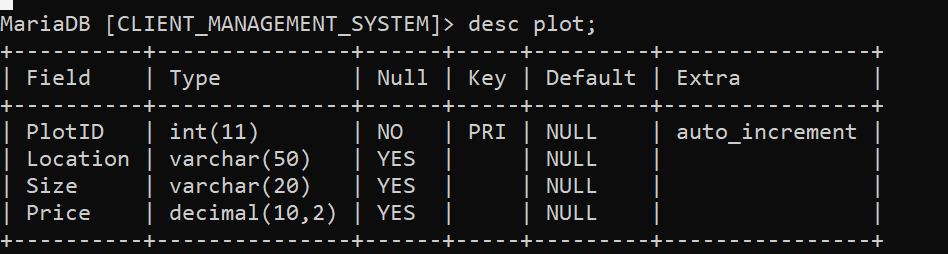 MariaDB [CLIENT_MANAGEMENT_SYSTEM]> desc plot;
+----------+---------------+------+-----+---------+----------------+
| Field    | Type          | Null | Key | Default | Extra          |
+----------+---------------+------+-----+---------+----------------+
| PlotID   | int(11)       | NO   | PRI | NULL    | auto_increment |
| Location | varchar(50)   | YES  |     | NULL    |                |
| Size     | varchar(20)   | YES  |     | NULL    |                |
| Price    | decimal(10,2) | YES  |     | NULL    |                |
+----------+---------------+------+-----+---------+----------------+